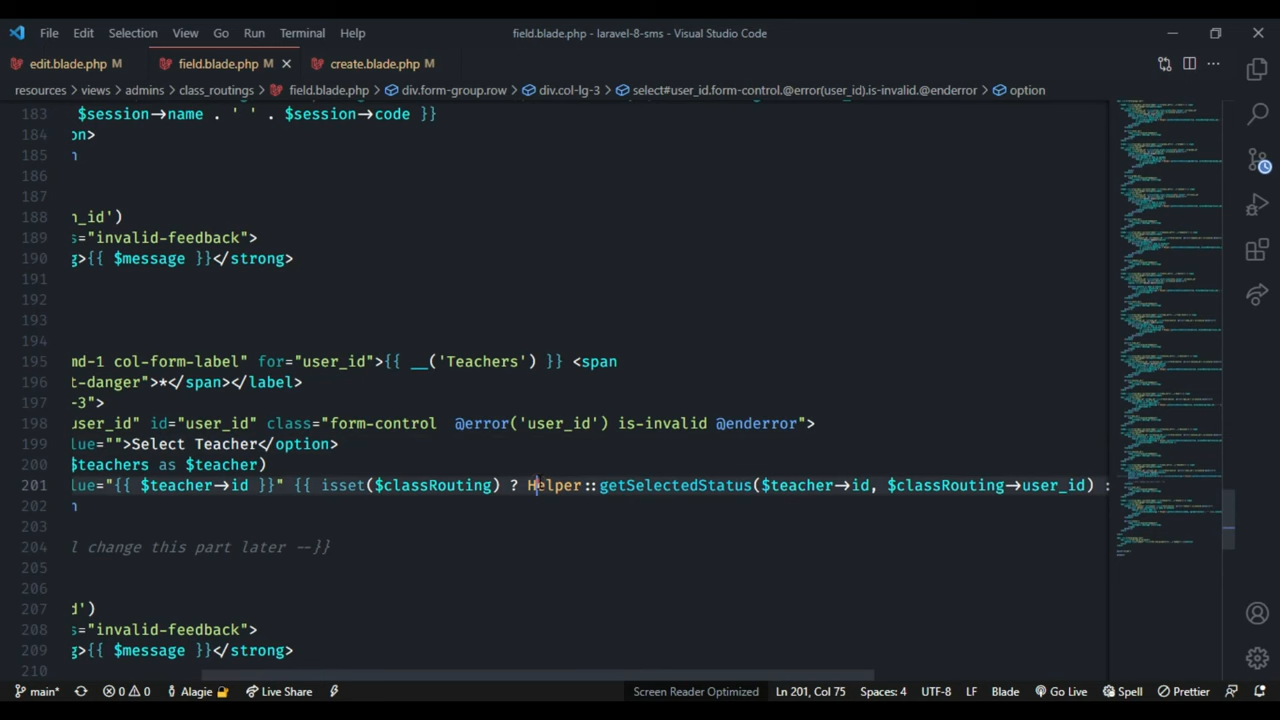 File Edit Selection View Go Run Terminal Help field.blade.php - laravel-8-sms - Visual Studio Code
edit.blade.php M field.blade.php M create.blade.php M
resources > views > admins > class_routings > field.blade.php > div.form-group.row > div.col-lg-3 > select#user_id.form-control.@error(user_id).is-invalid.@enderror > option
183 $session->name . ' ' . $session->code }}
184 on>
185 n
186
187
188 n_id')
189 s="invalid-feedback">
190 g>{{ $message }}</strong>
191
192
193
194
195 md-1 col-form-label" for="user_id">{{ __('Teachers') }} <span
196 t-danger">*</span></label>
197 -3">
198 user_id" id="user_id" class="form-control  @error('user_id') is-invalid @enderror">
199 lue="">Select Teacher</option>
200 $teachers as $teacher)
201 lue="{{ $teacher->id }}" {{ isset($classRouting) ? Helper::getSelectedStatus($teacher->id, $classRouting->user_id) :
202 n
203
204 l change this part later --}}
205
206
207 d')
208 s="invalid-feedback">
209 g>{{ $message }}</strong>
210
main* 0 0 Alagie Live Share Screen Reader Optimized Ln 201, Col 75 Spaces: 4 UTF-8 LF Blade Go Live Spell Prettier